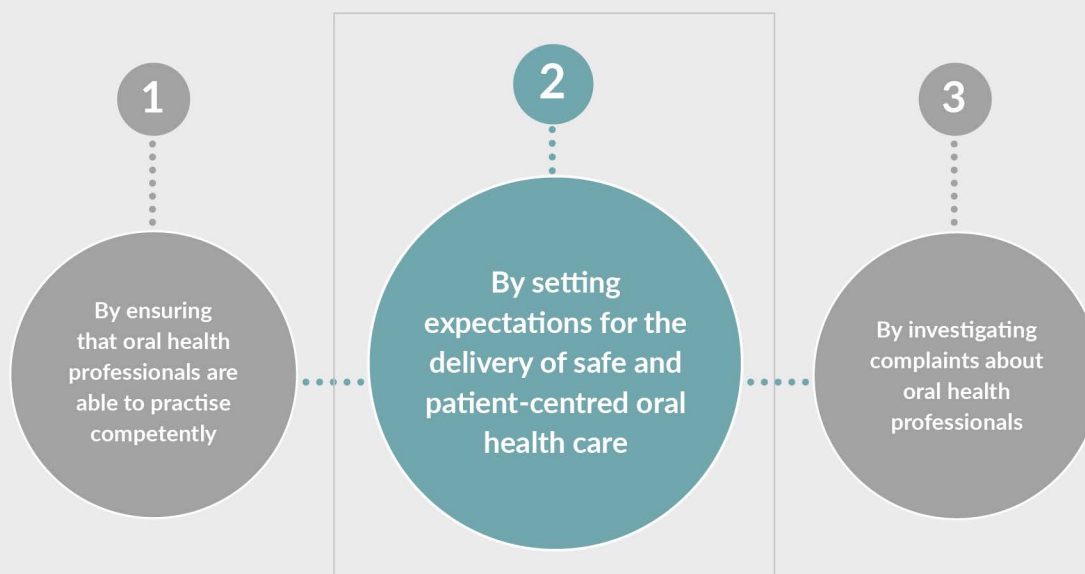 1
By ensuring
that oral health
professionals are
able to practise
competently
2
By setting
expectations for the
delivery of safe and
patient-centred oral
health care
3
By investigating
complaints about
oral health
professionals